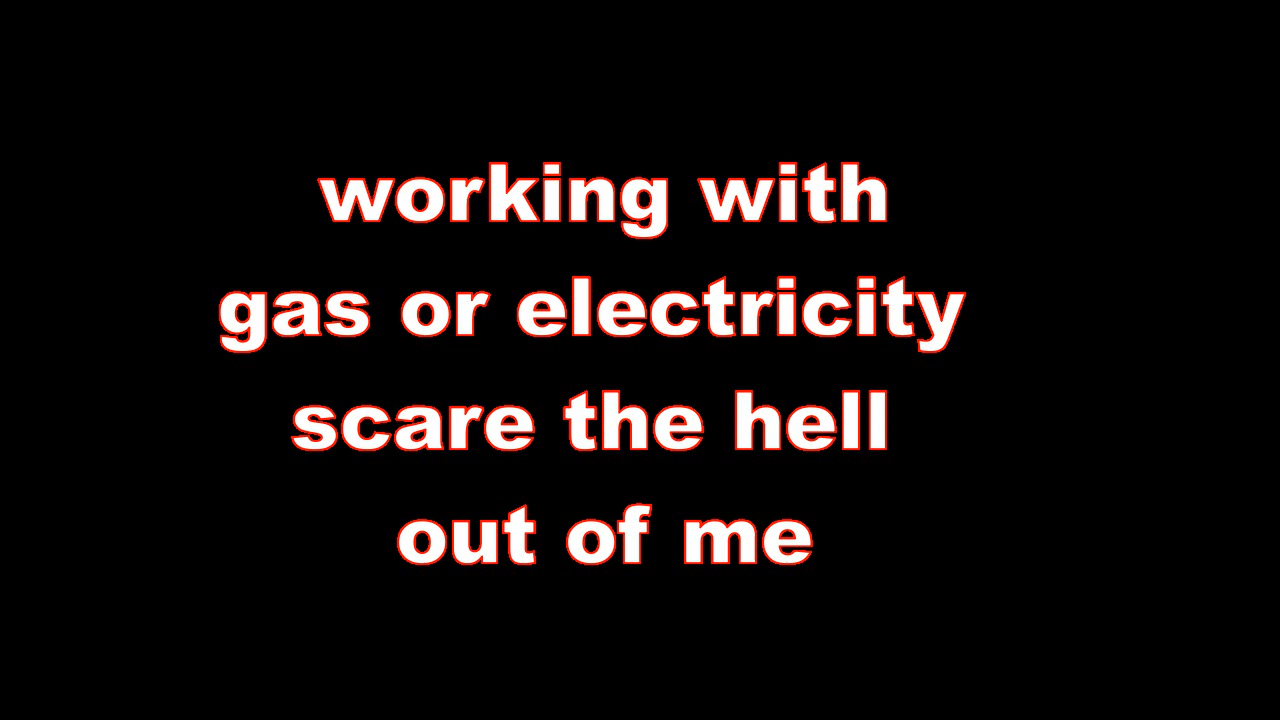 working with
gas or electricity
scare the hell
out of me